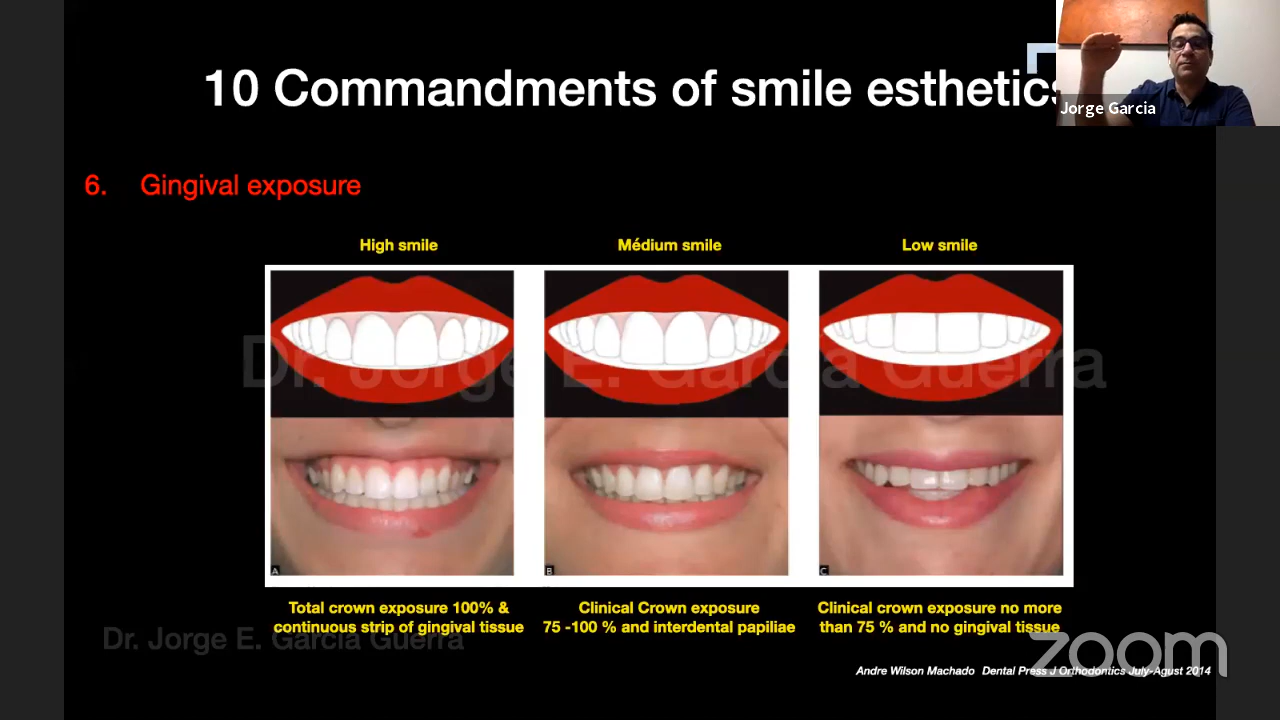 10 Commandments of smile esthetics
Jorge Garcia
6. Gingival exposure
High smile
Médium smile
Low smile
Dr. Jorge E. Garcia Guerra
A
B
C
Total crown exposure 100% &
continuous strip of gingival tissue
Clinical Crown exposure
75 -100 % and interdental papiliae
Clinical crown exposure no more
than 75 % and no gingival tissue
Dr. Jorge E. Garcia Guerra
zoom
Andre Wilson Machado Dental Press J Orthodontics July-Agust 2014